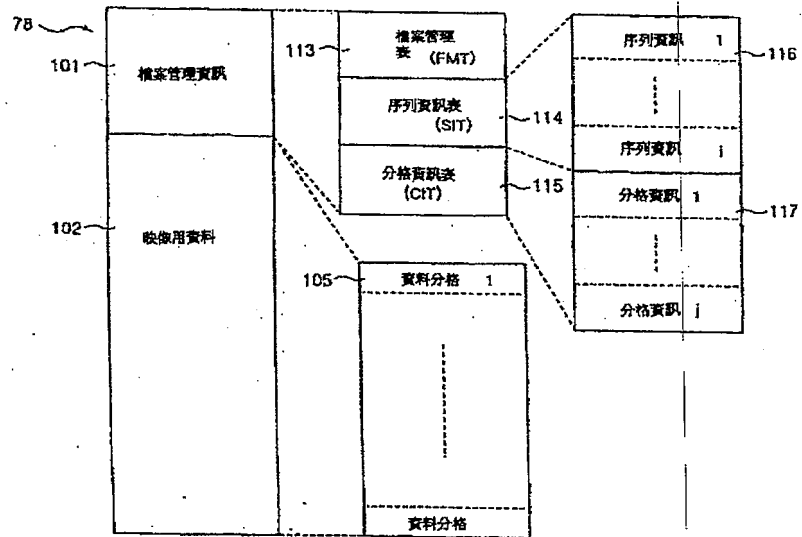 78
101
檔案管理資訊
102
映像用資料
113
檔案管理
表
(FMT)
序列資訊表
(SIT)
114
分格資訊表
(CIT)
115
105
資料分格 1
資料分格
序列資訊 1
116
序列資訊 i
分格資訊 1
117
分格資訊 j